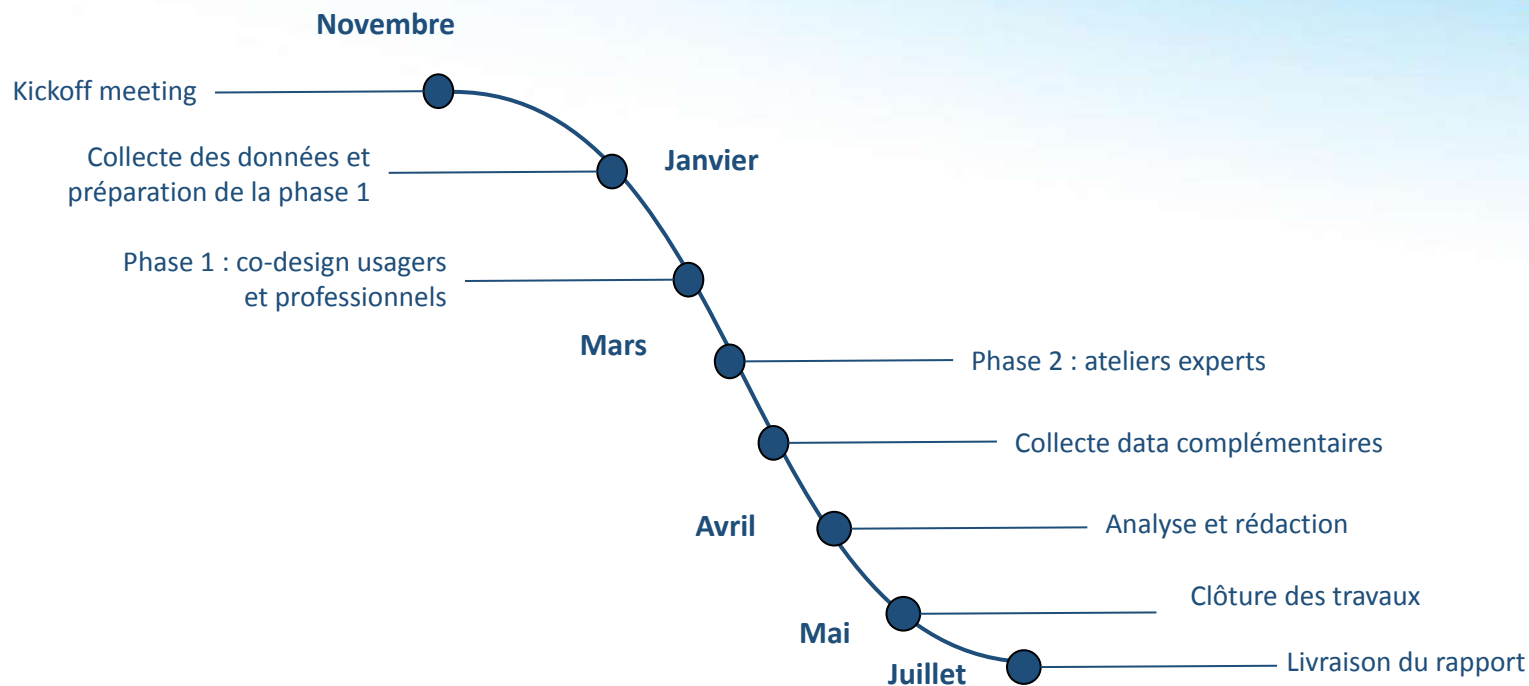 Novembre
Kickoff meeting
Collecte des données et
préparation de la phase 1
Janvier
Phase 1 : co-design usagers
et professionnels
Mars
Phase 2 : ateliers experts
Collecte data complémentaires
Avril
Analyse et rédaction
Clôture des travaux
Mai
Juillet
Livraison du rapport